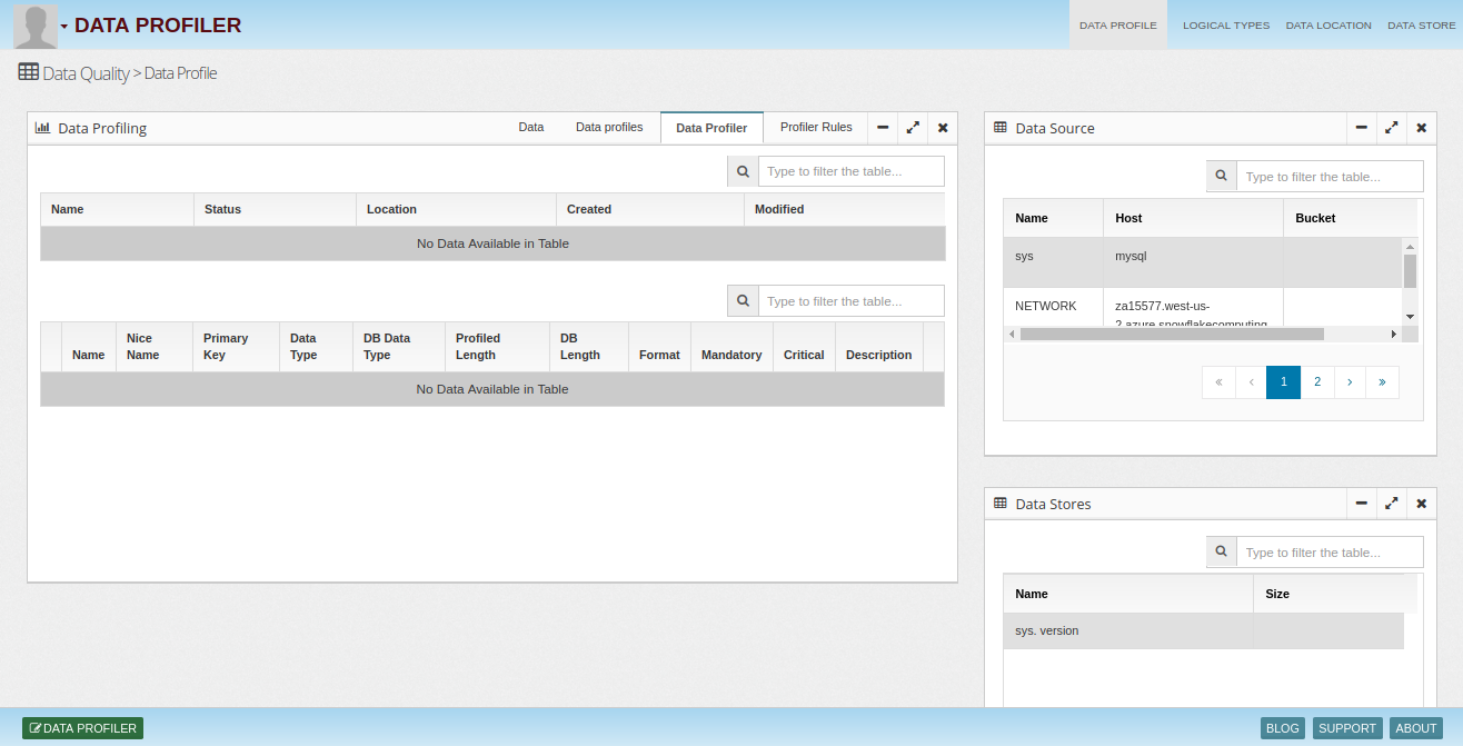 DATA PROFILER
DATA PROFILE LOGICAL TYPES DATA LOCATION DATA STORE
Data Quality > Data Profile
Data Profiling Data Data profiles Data Profiler Profiler Rules
Type to filter the table...
Name Status Location Created Modified
No Data Available in Table
Type to filter the table...
Name Nice Name Primary Key Data Type DB Data Type Profiled Length DB Length Format Mandatory Critical Description
No Data Available in Table
Data Source
Type to filter the table...
Name Host Bucket
sys mysql
NETWORK za15577.west-us-
2.azure.snowflakecomputing
« ‹ 1 2 › »
Data Stores
Type to filter the table...
Name Size
sys. version
DATA PROFILER
BLOG SUPPORT ABOUT